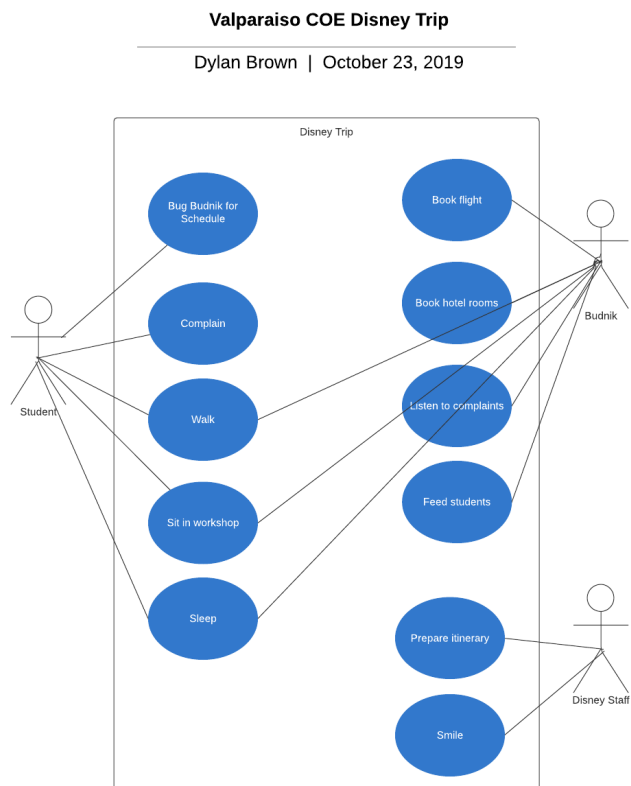 Valparaiso COE Disney Trip
Dylan Brown | October 23, 2019
Disney Trip
Bug Budnik for
Schedule
Book flight
Complain
Book hotel rooms
Budnik
Student
Walk
Listen to complaints
Sit in workshop
Feed students
Sleep
Prepare itinerary
Disney Staff
Smile